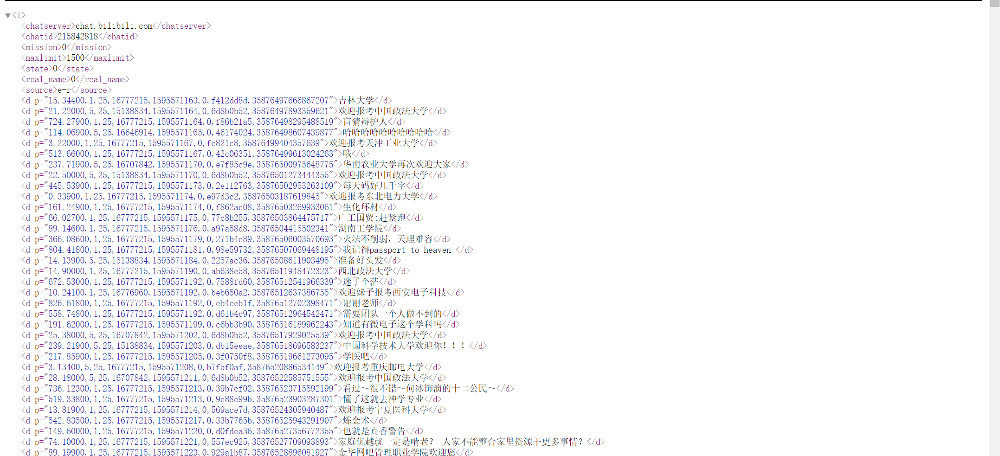 ▼<i>
<chatserver>chat.bilibili.com</chatserver>
<chatid>215842818</chatid>
<mission>0</mission>
<maxlimit>1500</maxlimit>
<state>0</state>
<real_name>0</real_name>
<source>e-r</source>
<d p="15.34400,1,25,16777215,1595571163,0,f412dd8d,35876497666867207">吉林大学</d>
<d p="21.22000,5,25,15138834,1595571164,0,6d8b0b52,35876497893359621">欢迎报考中国政法大学</d>
<d p="724.27900,1,25,16777215,1595571164,0,f86b21a5,35876498295488519">盲猜辩护人</d>
<d p="114.06900,5,25,16646914,1595571165,0,46174024,35876498607439877">哈哈哈哈哈哈哈哈哈哈</d>
<d p="3.22000,1,25,16777215,1595571167,0,fe821c8,35876499404357639">欢迎报考天津工业大学</d>
<d p="513.66000,1,25,16777215,1595571167,0,42c06351,35876499613024263">哦</d>
<d p="237.71900,5,25,16707842,1595571170,0,e7f85c9e,35876500975648775">华南农业大学再次欢迎大家</d>
<d p="22.50000,5,25,15138834,1595571170,0,6d8b0b52,35876501273444355">欢迎报考中国政法大学</d>
<d p="445.53900,1,25,16777215,1595571173,0,2e112763,35876502953263109">每天码好几千字</d>
<d p="0.33900,1,25,16777215,1595571174,0,e97d3c2,35876503187619845">欢迎报考东北电力大学</d>
<d p="161.24900,1,25,16777215,1595571174,0,f862ac08,35876503269933061">生化环材</d>
<d p="66.02700,1,25,16777215,1595571175,0,77c8b255,35876503864475717">广工国贸:赶紧跑</d>
<d p="89.14600,1,25,16777215,1595571176,0,a97a58d8,35876504415502341">湖南工学院</d>
<d p="366.08600,1,25,16777215,1595571179,0,271b4e89,35876506003570693">火法不削弱，天理难容</d>
<d p="804.41800,1,25,16777215,1595571181,0,98e59732,35876507069448195">我记得passport to heaven </d>
<d p="14.13900,5,25,15138834,1595571184,0,2257ac36,35876508611903495">准备好头发</d>
<d p="14.90000,1,25,16777215,1595571190,0,ab638e58,35876511948472323">西北政法大学</d>
<d p="672.53000,1,25,16777215,1595571192,0,7588fd60,35876512541966339">迷了个茫</d>
<d p="10.24100,1,25,16776960,1595571192,0,beb650a2,35876512637386755">欢迎妹子报考西安电子科技</d>
<d p="826.61800,1,25,16777215,1595571192,0,eb4eeb1f,35876512702398471">谢谢老师</d>
<d p="558.74800,1,25,16777215,1595571192,0,d61b4c97,35876512964542471">需要团队一个人做不到的</d>
<d p="191.62000,1,25,16777215,1595571199,0,c6bb3b90,35876516189962243">知道有微电子这个学科吗</d>
<d p="25.38000,5,25,16707842,1595571202,0,6d8b0b52,35876517929025539">欢迎报考中国政法大学</d>
<d p="239.21900,5,25,15138834,1595571203,0,db15eeae,35876518696583237">中国科学技术大学欢迎你！！！</d>
<d p="217.85900,1,25,16777215,1595571205,0,3f0750f8,35876519661273095">学医吧</d>
<d p="3.13400,5,25,16777215,1595571208,0,b7f5f0af,35876520886534149">欢迎报考重庆邮电大学</d>
<d p="28.18000,5,25,16707842,1595571211,0,6d8b0b52,35876522585751555">欢迎报考中国政法大学</d>
<d p="736.12300,1,25,16777215,1595571213,0,39b7cf02,35876523715592199">看过～很不错～何冰饰演的十二公民～</d>
<d p="519.33800,1,25,16777215,1595571213,0,9e88e99b,35876523903287301">懂了这就去神学专业</d>
<d p="13.81900,1,25,16777215,1595571214,0,569ace7d,35876524305940487">欢迎报考宁夏医科大学</d>
<d p="542.83500,1,25,16777215,1595571217,0,33b7765b,35876525943291907">炼金术</d>
<d p="149.60000,1,25,16777215,1595571220,0,d0fdea36,35876527356772355">也就是真香警告</d>
<d p="74.10000,1,25,16777215,1595571221,0,557ec925,35876527709093893">家庭优越就一定是啃老？ 人家不能整合家里资源干更多事情？</d>
<d p="89.19900,1,25,16777215,1595571223,0,929a1b87,35876528896081927">金华网吧管理职业学院欢迎您</d>